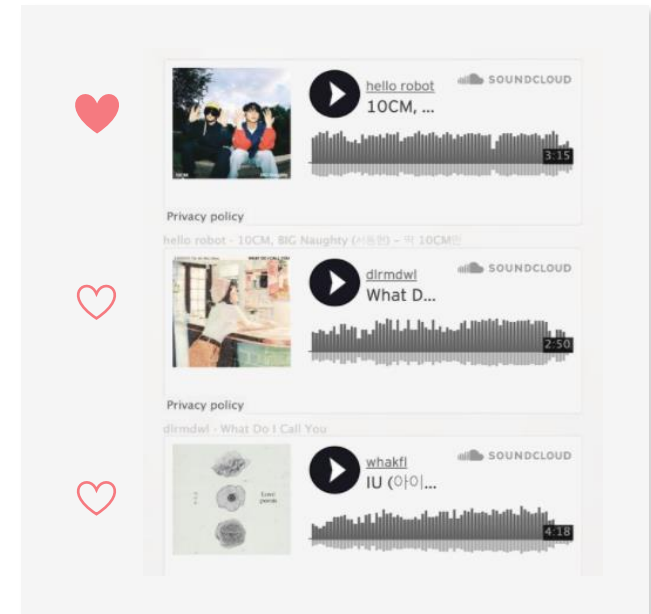 hello robot
SOUNDCLOUD
10CM, ...
3:15
Privacy policy
hello robot - 10CM, BIG Naughty (서동현) – 딱 10CM만
dlrmdwl
SOUNDCLOUD
What D...
2:50
Privacy policy
dlrmdwl - What Do I Call You
whakfl
SOUNDCLOUD
IU (아이...
Love
poem
4:18